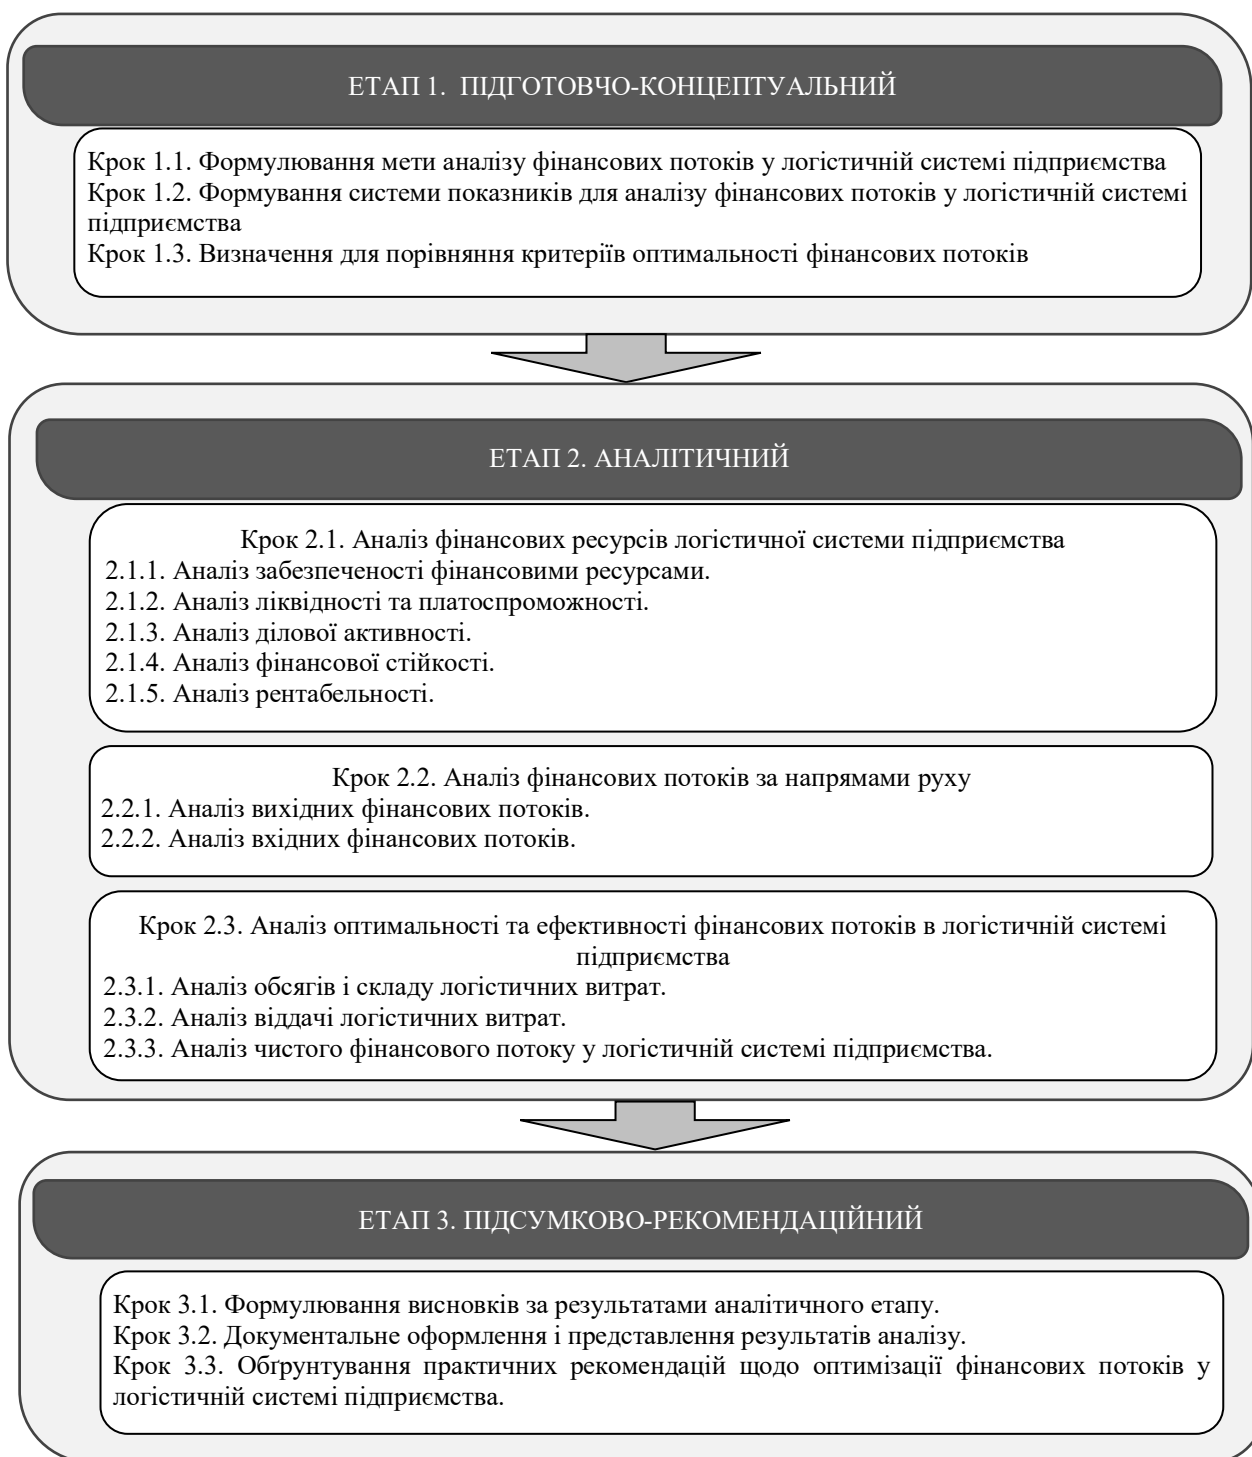 ЕТАП 1. ПІДГОТОВЧО-КОНЦЕПТУАЛЬНИЙ
Крок 1.1. Формулювання мети аналізу фінансових потоків у логістичній системі підприємства
Крок 1.2. Формування системи показників для аналізу фінансових потоків у логістичній системі
підприємства
Крок 1.3. Визначення для порівняння критеріїв оптимальності фінансових потоків
ЕТАП 2. АНАЛІТИЧНИЙ
Крок 2.1. Аналіз фінансових ресурсів логістичної системи підприємства
2.1.1. Аналіз забезпеченості фінансовими ресурсами.
2.1.2. Аналіз ліквідності та платоспроможності.
2.1.3. Аналіз ділової активності.
2.1.4. Аналіз фінансової стійкості.
2.1.5. Аналіз рентабельності.
Крок 2.2. Аналіз фінансових потоків за напрямами руху
2.2.1. Аналіз вихідних фінансових потоків.
2.2.2. Аналіз вхідних фінансових потоків.
Крок 2.3. Аналіз оптимальності та ефективності фінансових потоків в логістичній системі
підприємства
2.3.1. Аналіз обсягів і складу логістичних витрат.
2.3.2. Аналіз віддачі логістичних витрат.
2.3.3. Аналіз чистого фінансового потоку у логістичній системі підприємства.
ЕТАП 3. ПІДСУМКОВО-РЕКОМЕНДАЦІЙНИЙ
Крок 3.1. Формулювання висновків за результатами аналітичного етапу.
Крок 3.2. Документальне оформлення і представлення результатів аналізу.
Крок 3.3. Обґрунтування практичних рекомендацій щодо оптимізації фінансових потоків у
логістичній системі підприємства.